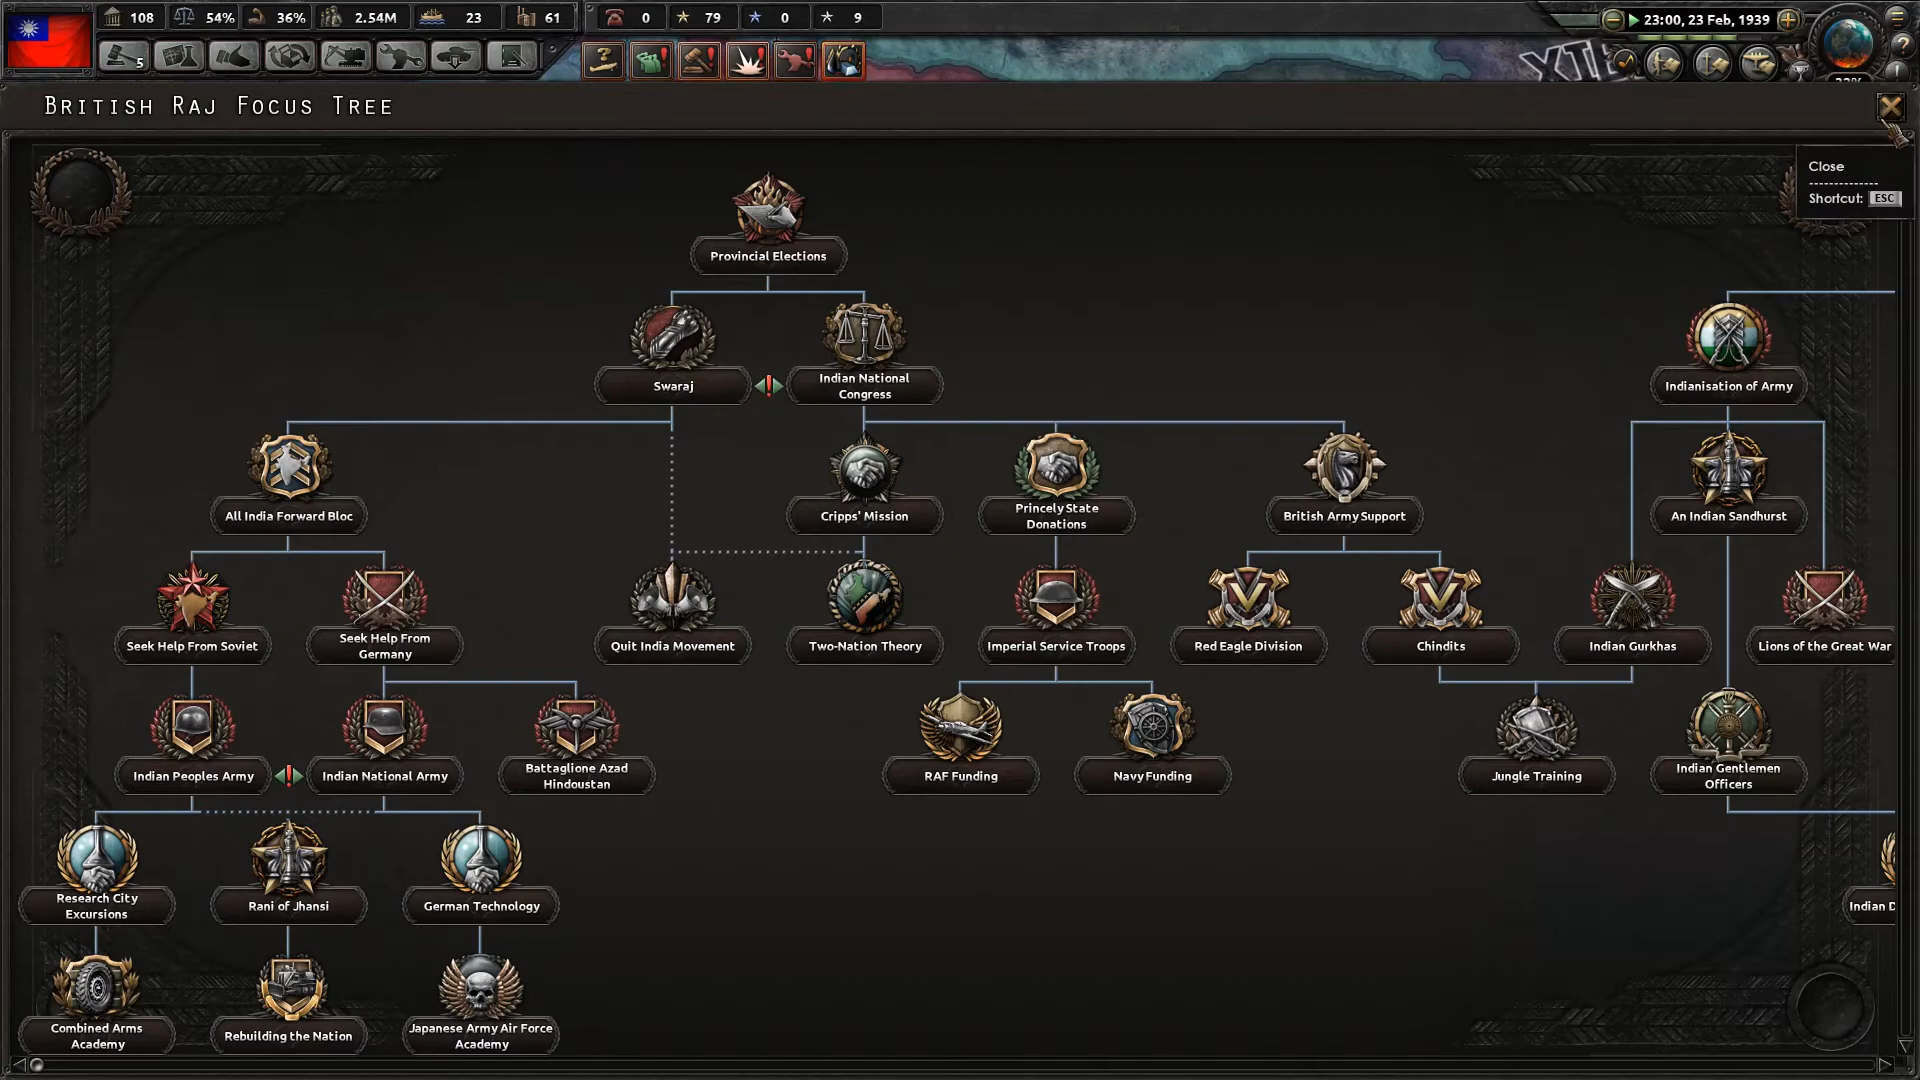 108
54%
36%
2.54M
23
61
0
79
0
9
23:00, 23 Feb, 1939
5
British Raj Focus Tree
Close
--------------
Shortcut: ESC
Provincial Elections
Swaraj
Indian National
Congress
Indianisation of Army
All India Forward Bloc
Cripps' Mission
Princely State
Donations
British Army Support
An Indian Sandhurst
Seek Help From Soviet
Seek Help From
Germany
Quit India Movement
Two-Nation Theory
Imperial Service Troops
Red Eagle Division
Chindits
Indian Gurkhas
Lions of the Great War
Indian Peoples Army
Indian National Army
Battaglione Azad
Hindoustan
RAF Funding
Navy Funding
Jungle Training
Indian Gentlemen
Officers
Research City
Excursions
Rani of Jhansi
German Technology
Indian D
Combined Arms
Academy
Rebuilding the Nation
Japanese Army Air Force
Academy